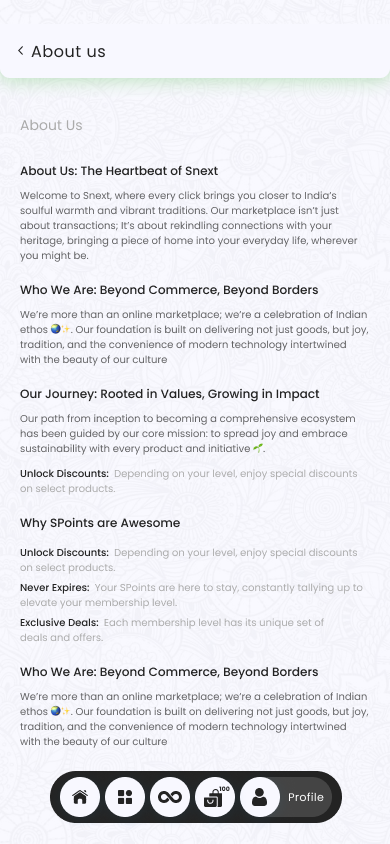 About us
About Us
About Us: The Heartbeat of Snext
Welcome to Snext, where every click brings you closer to India's
soulful warmth and vibrant traditions. Our marketplace isn't just
about transactions; It's about rekindling connections with your
heritage, bringing a piece of home into your everyday life, wherever
you might be.
Who We Are: Beyond Commerce, Beyond Borders
We're more than an online marketplace; we're a celebration of Indian
ethos 🌏✨. Our foundation is built on delivering not just goods, but joy,
tradition, and the convenience of modern technology intertwined
with the beauty of our culture
Our Journey: Rooted in Values, Growing in Impact
Our path from inception to becoming a comprehensive ecosystem
has been guided by our core mission: to spread joy and embrace
sustainability with every product and initiative 🌱.
Unlock Discounts: Depending on your level, enjoy special discounts
on select products.
Why SPoints are Awesome
Unlock Discounts: Depending on your level, enjoy special discounts
on select products.
Never Expires: Your SPoints are here to stay, constantly tallying up to
elevate your membership level.
Exclusive Deals: Each membership level has its unique set of
deals and offers.
Who We Are: Beyond Commerce, Beyond Borders
We're more than an online marketplace; we're a celebration of Indian
ethos 🌏✨. Our foundation is built on delivering not just goods, but joy,
tradition, and the convenience of modern technology intertwined
with the beauty of our culture
100
Profile